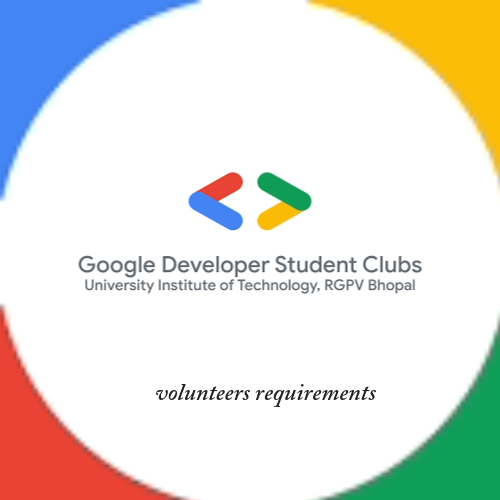 Google Developer Student Clubs
University Institute of Technology, RGPV Bhopal
volunteers requirements